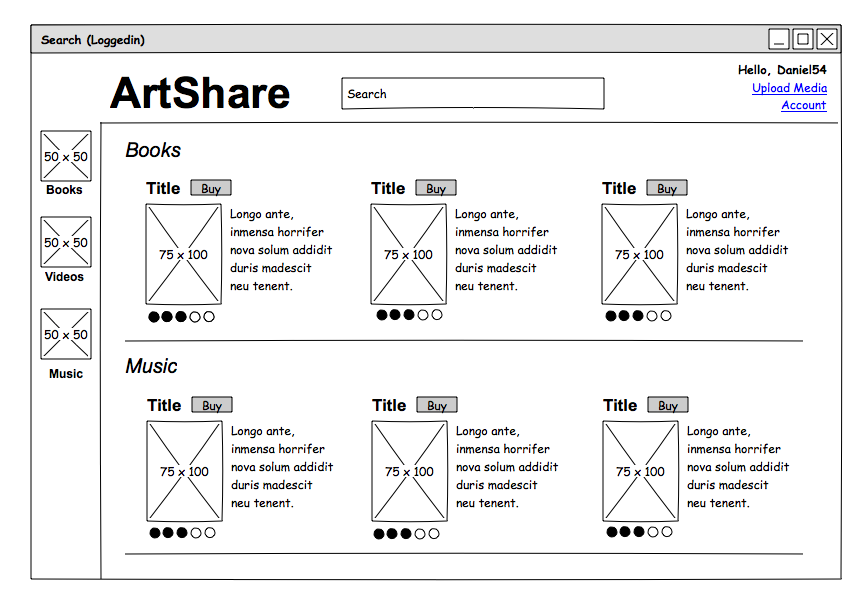 Search (Loggedin)
Hello, Daniel54
ArtShare
Search
Upload Media
Account
50 x 50
Books
50 x 50
Videos
50 x 50
Music
Books
Title Buy
75 x 100
Longo ante,
inmensa horrifer
nova solum addidit
duris madescit
neu tenent.
Title Buy
75 x 100
Longo ante,
inmensa horrifer
nova solum addidit
duris madescit
neu tenent.
Title Buy
75 x 100
Longo ante,
inmensa horrifer
nova solum addidit
duris madescit
neu tenent.
Music
Title Buy
75 x 100
Longo ante,
inmensa horrifer
nova solum addidit
duris madescit
neu tenent.
Title Buy
75 x 100
Longo ante,
inmensa horrifer
nova solum addidit
duris madescit
neu tenent.
Title Buy
75 x 100
Longo ante,
inmensa horrifer
nova solum addidit
duris madescit
neu tenent.